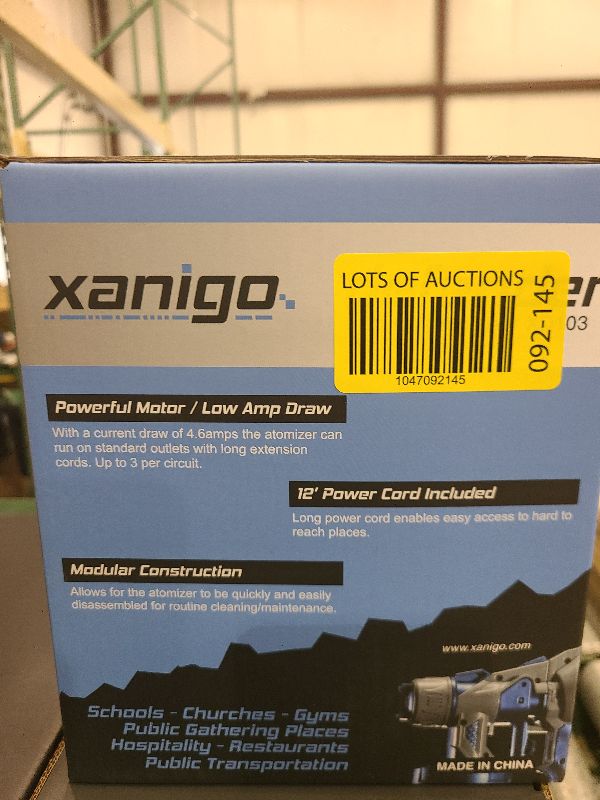 xanigo
LOTS OF AUCTIONS
092-145
1047092145
03
Powerful Motor / Low Amp Draw
With a current draw of 4.6amps the atomizer can
run on standard outlets with long extension
cords. Up to 3 per circuit.
12' Power Cord Included
Long power cord enables easy access to hard to
reach places.
Modular Construction
Allows for the atomizer to be quickly and easily
disassembled for routine cleaning/maintenance.
www.xanigo.com
Schools - Churches - Gyms
Public Gathering Places
Hospitality - Restaurants
Public Transportation
MADE IN CHINA